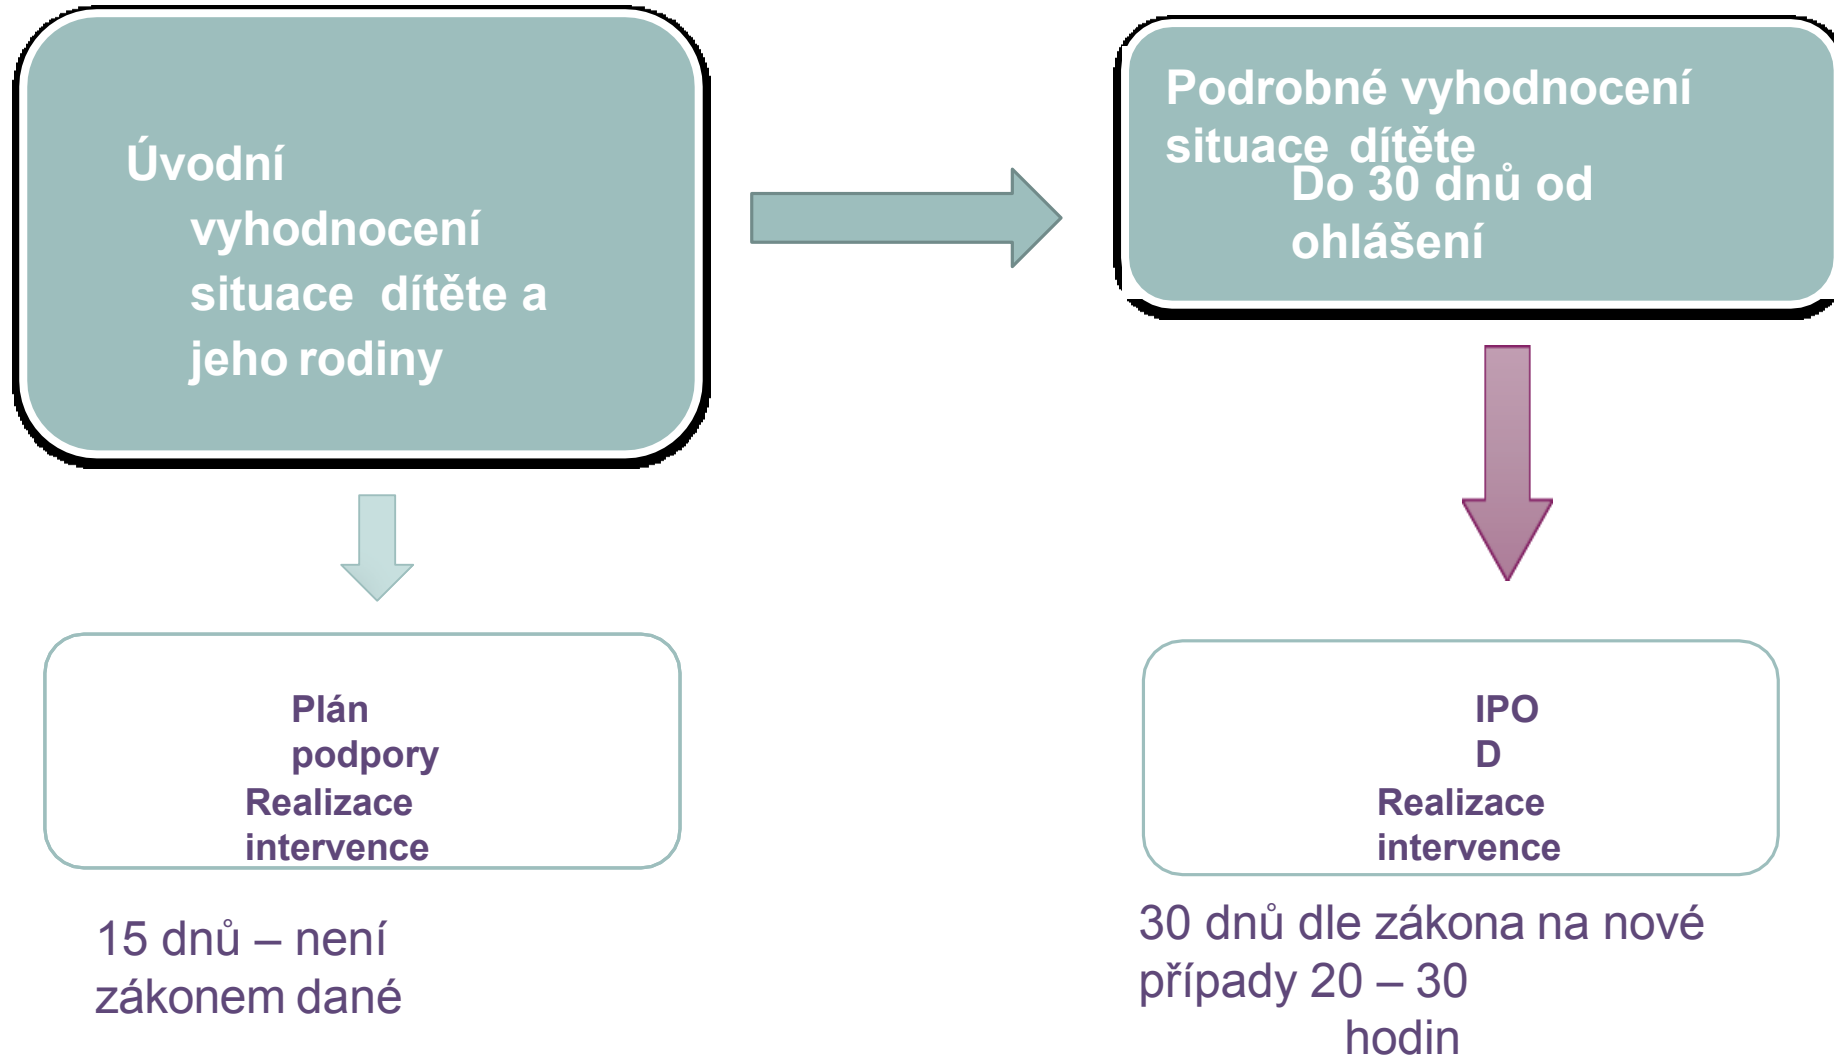 Úvodní
vyhodnocení
situace dítěte a
jeho rodiny
Podrobné vyhodnocení
situace dítěte
Do 30 dnů od
ohlášení
Plán
podpory
Realizace
intervence
IPO
D
Realizace
intervence
15 dnů – není
zákonem dané
30 dnů dle zákona na nové
případy 20 – 30
hodin